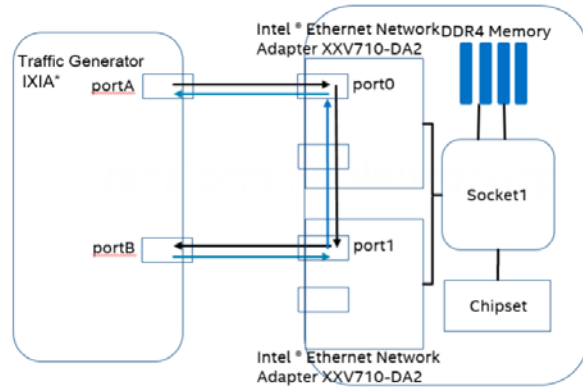 Intel ® Ethernet Network
Adapter XXV710-DA2
DDR4 Memory
Traffic Generator
IXIA*
portA
port0
Socket1
portB
port1
Chipset
Intel ® Ethernet Network
Adapter XXV710-DA2